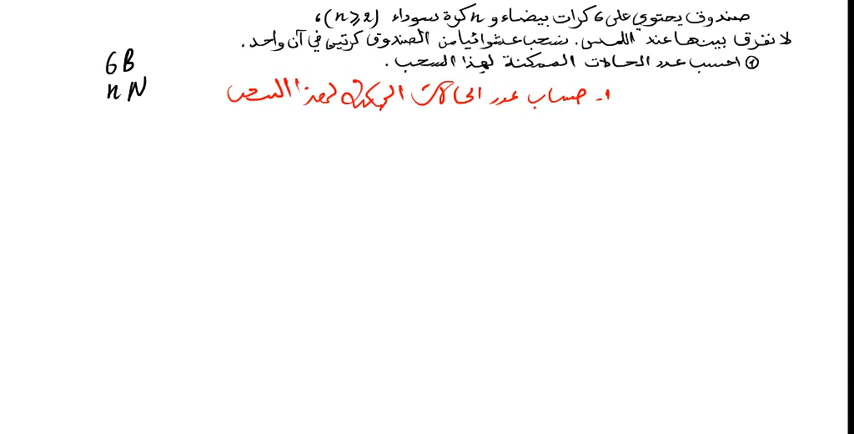 صندوق يحتوي على 6 كرات بيضاء و n كرة سوداء (n ⩾ 2)،
لا نفرق بينها عند اللمس. نسحب عشوائيا من الصندوق كرتين في آن واحد.
① احسب عدد الحالات الممكنة لهذا السحب.
6B
n N
1- حساب عدد الحالات الممكنة لهذا السحب